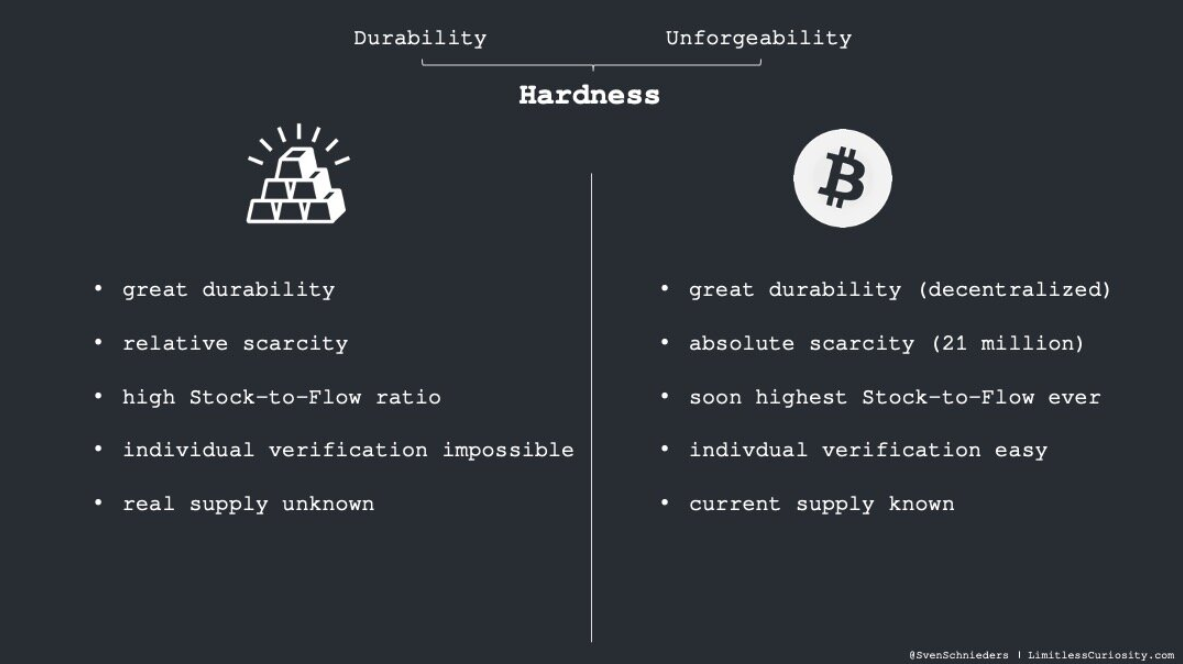 Durability Unforgeability
Hardness
• great durability
• relative scarcity
• high Stock-to-Flow ratio
• individual verification impossible
• real supply unknown
• great durability (decentralized)
• absolute scarcity (21 million)
• soon highest Stock-to-Flow ever
• indivdual verification easy
• current supply known
@SvenSchnieders | LimitlessCuriosity.com